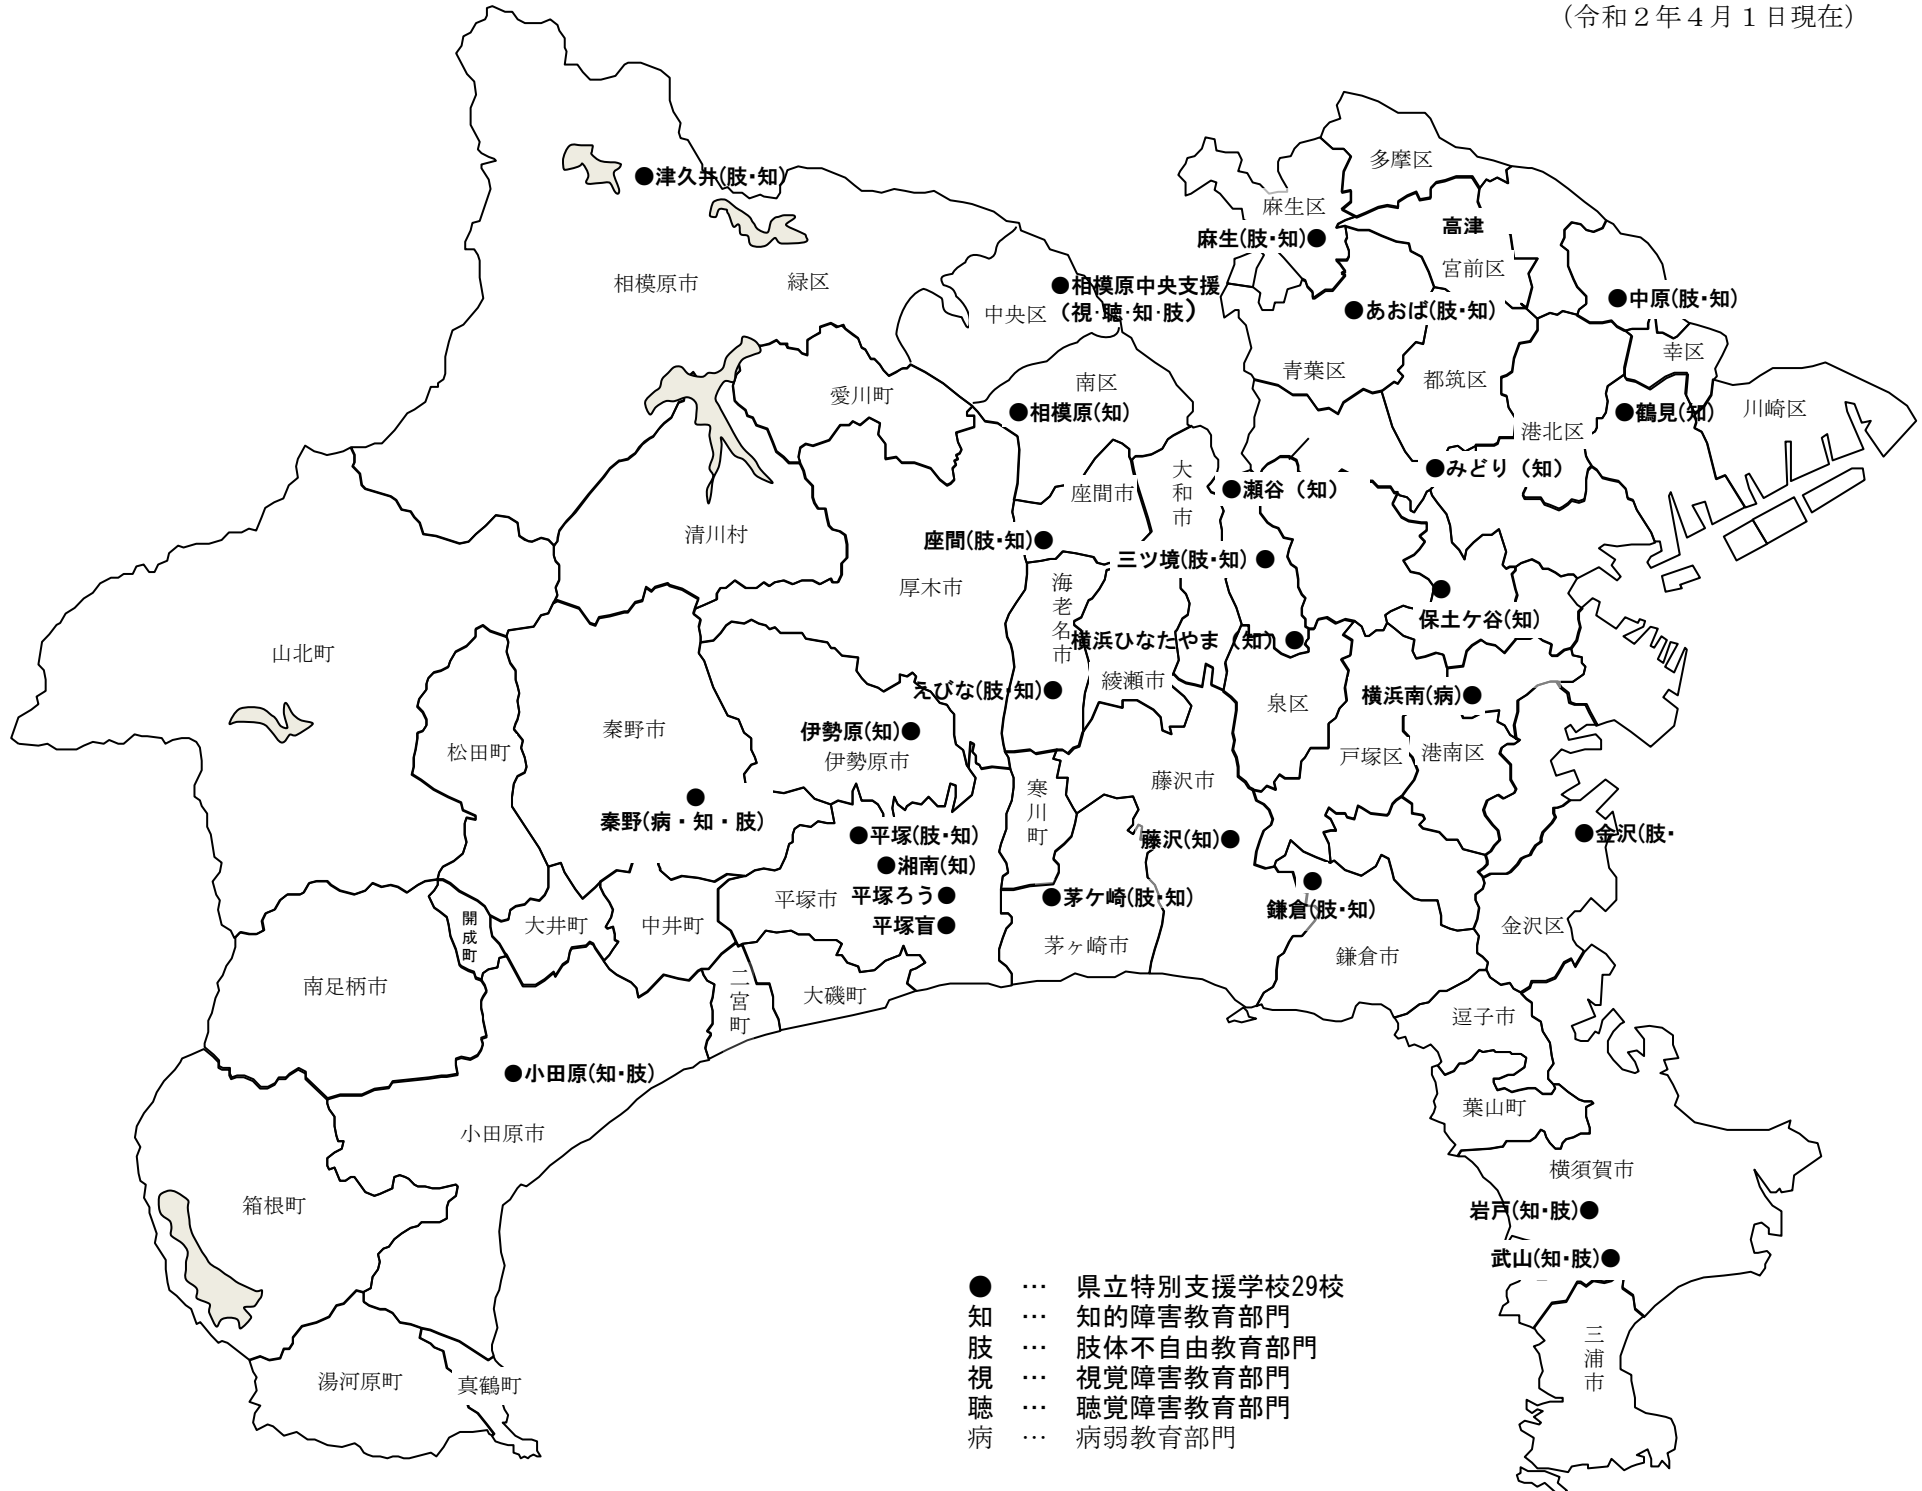 （令和２年４月１日現在）
多摩区
●津久井(肢・知)
麻生区
高津
麻生(肢・知)●
宮前区
相模原市
緑区
●相模原中央支援
（視・聴・知・肢）
中央区
●あおば(肢・知)
●中原(肢・知)
幸区
青葉区
都筑区
南区
愛川町
●相模原(知)
●鶴見(知)
川崎区
港北区
●みどり（知）
大和市
座間市
●瀬谷（知）
清川村
座間(肢・知)●
三ツ境(肢・知)●
厚木市
海老名市
●
保土ケ谷(知)
横浜ひなたやま（知）●
山北町
綾瀬市
えびな(肢・知)●
横浜南(病)●
泉区
秦野市
伊勢原(知)●
伊勢原市
松田町
戸塚区
港南区
藤沢市
寒川町
●
秦野(病・知・肢)
●平塚(肢・知)
●湘南(知)
平塚ろう●
平塚盲●
平塚市
藤沢(知)●
●金沢(肢・
●
鎌倉(肢・知)
●茅ケ崎(肢・知)
茅ヶ崎市
金沢区
鎌倉市
開成町
大井町
中井町
南足柄市
二宮町
大磯町
逗子市
●小田原(知・肢)
小田原市
葉山町
横須賀市
箱根町
岩戸(知・肢)●
武山(知・肢)●
三浦市
湯河原町
真鶴町
● … 県立特別支援学校29校
知 … 知的障害教育部門
肢 … 肢体不自由教育部門
視 … 視覚障害教育部門
聴 … 聴覚障害教育部門
病 … 病弱教育部門